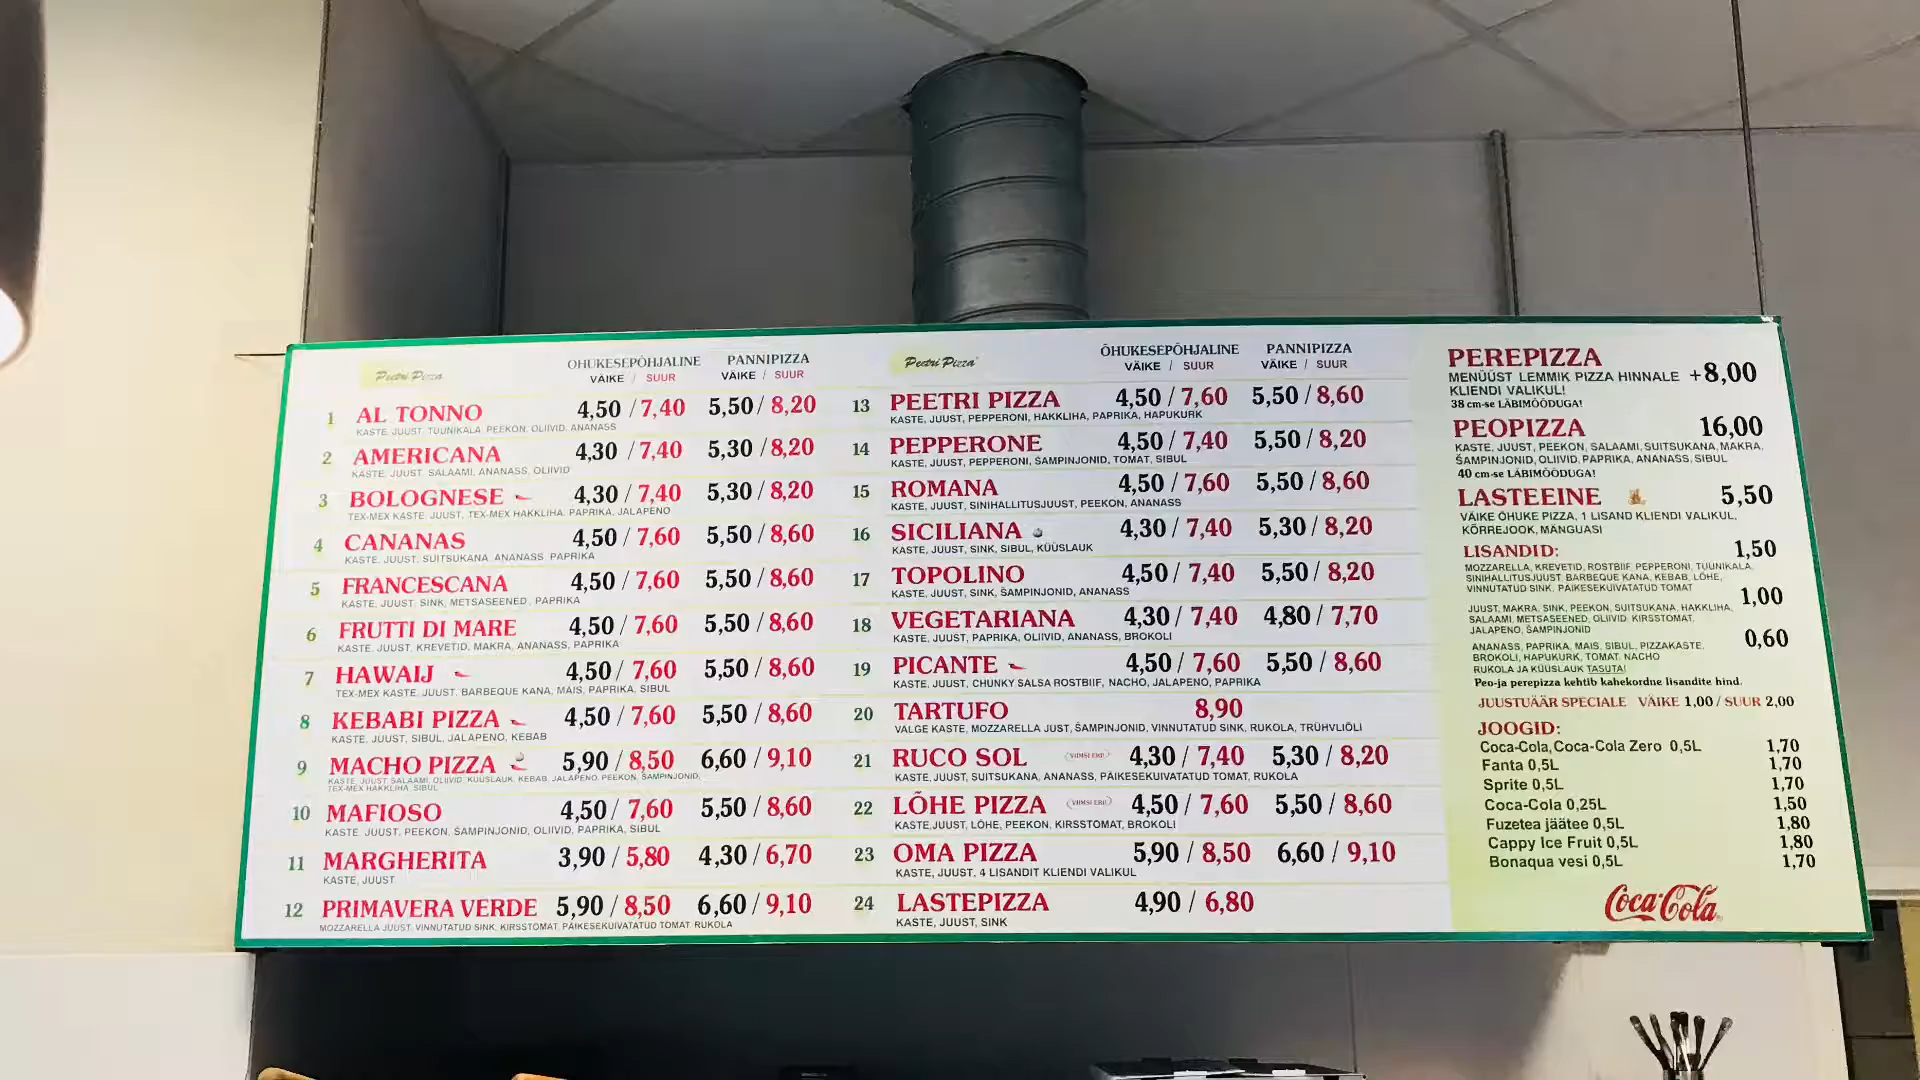 Peetri Pizza
ÕHUKESEPÕHJALINE PANNIPIZZA
VÄIKE / SUUR VÄIKE / SUUR
1 AL TONNO 4,50 / 7,40 5,50 / 8,20
KASTE, JUUST, TUUNIKALA, PEEKON, OLIIVID, ANANASS
2 AMERICANA 4,30 / 7,40 5,30 / 8,20
KASTE, JUUST, SALAAMI, ANANASS, OLIIVID
3 BOLOGNESE 4,30 / 7,40 5,30 / 8,20
TEX-MEX KASTE, JUUST, TEX-MEX HAKKLIHA, PAPRIKA, JALAPENO
4 CANANAS 4,50 / 7,60 5,50 / 8,60
KASTE, JUUST, SUITSUKANA, ANANASS, PAPRIKA
5 FRANCESCANA 4,50 / 7,60 5,50 / 8,60
KASTE, JUUST, SINK, METSASEENED, PAPRIKA
6 FRUTTI DI MARE 4,50 / 7,60 5,50 / 8,60
KASTE, JUUST, KREVETID, MAKRA, ANANASS, PAPRIKA
7 HAWAIJ 4,50 / 7,60 5,50 / 8,60
TEX-MEX KASTE, JUUST, BARBEQUE KANA, MAIS, PAPRIKA, SIBUL
8 KEBABI PIZZA 4,50 / 7,60 5,50 / 8,60
KASTE, JUUST, SIBUL, JALAPENO, KEBAB
9 MACHO PIZZA 5,90 / 8,50 6,60 / 9,10
KASTE, JUUST, SALAAMI, OLIIVID, KÜÜSLAUK, KEBAB, JALAPENO, PEEKON, ŠAMPINJONID,
TEX-MEX HAKKLIHA, SIBUL
10 MAFIOSO 4,50 / 7,60 5,50 / 8,60
KASTE, JUUST, PEEKON, ŠAMPINJONID, OLIIVID, PAPRIKA, SIBUL
11 MARGHERITA 3,90 / 5,80 4,30 / 6,70
KASTE, JUUST
12 PRIMAVERA VERDE 5,90 / 8,50 6,60 / 9,10
MOZZARELLA JUUST, VINNUTATUD SINK, KIRSSTOMAT, PÄIKESEKUIVATATUD TOMAT, RUKOLA
Peetri Pizza
ÕHUKESEPÕHJALINE PANNIPIZZA
VÄIKE / SUUR VÄIKE / SUUR
13 PEETRI PIZZA 4,50 / 7,60 5,50 / 8,60
KASTE, JUUST, PEPPERONI, HAKKLIHA, PAPRIKA, HAPUKURK
14 PEPPERONE 4,50 / 7,40 5,50 / 8,20
KASTE, JUUST, PEPPERONI, ŠAMPINJONID, TOMAT, SIBUL
15 ROMANA 4,50 / 7,60 5,50 / 8,60
KASTE, JUUST, SINIHALLITUSJUUST, PEEKON, ANANASS
16 SICILIANA 4,30 / 7,40 5,30 / 8,20
KASTE, JUUST, SINK, SIBUL, KÜÜSLAUK
17 TOPOLINO 4,50 / 7,40 5,50 / 8,20
KASTE, JUUST, SINK, ŠAMPINJONID, ANANASS
18 VEGETARIANA 4,30 / 7,40 4,80 / 7,70
KASTE, JUUST, PAPRIKA, OLIIVID, ANANASS, BROKOLI
19 PICANTE 4,50 / 7,60 5,50 / 8,60
KASTE, JUUST, CHUNKY SALSA ROSTBIIF, NACHO, JALAPENO, PAPRIKA
20 TARTUFO 8,90
VALGE KASTE, MOZZARELLA JUST, ŠAMPINJONID, VINNUTATUD SINK, RUKOLA, TRÜHVLIÕLI
21 RUCO SOL VIIMSI ERI! 4,30 / 7,40 5,30 / 8,20
KASTE, JUUST, SUITSUKANA, ANANASS, PÄIKESEKUIVATATUD TOMAT, RUKOLA
22 LÕHE PIZZA VIIMSI ERI! 4,50 / 7,60 5,50 / 8,60
KASTE, JUUST, LÕHE, PEEKON, KIRSSTOMAT, BROKOLI
23 OMA PIZZA 5,90 / 8,50 6,60 / 9,10
KASTE, JUUST, 4 LISANDIT KLIENDI VALIKUL
24 LASTEPIZZA 4,90 / 6,80
KASTE, JUUST, SINK
PEREPIZZA +8,00
MENÜÜST LEMMIK PIZZA HINNALE
KLIENDI VALIKUL!
38 cm-se LÄBIMÕÕDUGA!
PEOPIZZA 16,00
KASTE, JUUST, PEEKON, SALAAMI, SUITSUKANA, MAKRA,
ŠAMPINJONID, OLIIVID, PAPRIKA, ANANASS, SIBUL
40 cm-se LÄBIMÕÕDUGA!
LASTEEINE 5,50
VÄIKE ÕHUKE PIZZA, 1 LISAND KLIENDI VALIKUL,
KÕRREJOOK, MÄNGUASI
LISANDID: 1,50
MOZZARELLA, KREVETID, ROSTBIIF, PEPPERONI, TUUNIKALA,
SINIHALLITUSJUUST, BARBEQUE KANA, KEBAB, LÕHE,
VINNUTATUD SINK, PÄIKESEKUIVATATUD TOMAT
1,00
JUUST, MAKRA, SINK, PEEKON, SUITSUKANA, HAKKLIHA,
SALAAMI, METSASEENED, OLIIVID, KIRSSTOMAT,
JALAPENO, ŠAMPINJONID
0,60
ANANASS, PAPRIKA, MAIS, SIBUL, PIZZAKASTE,
BROKOLI, HAPUKURK, TOMAT, NACHO
RUKOLA JA KÜÜSLAUK TASUTA!
Peo-ja perepizza kehtib kahekordne lisandite hind.
JUUSTUÄÄR SPECIALE VÄIKE 1,00 / SUUR 2,00
JOOGID:
Coca-Cola, Coca-Cola Zero 0,5L 1,70
Fanta 0,5L 1,70
Sprite 0,5L 1,70
Coca-Cola 0,25L 1,50
Fuzetea jäätee 0,5L 1,80
Cappy Ice Fruit 0,5L 1,80
Bonaqua vesi 0,5L 1,70
Coca-Cola